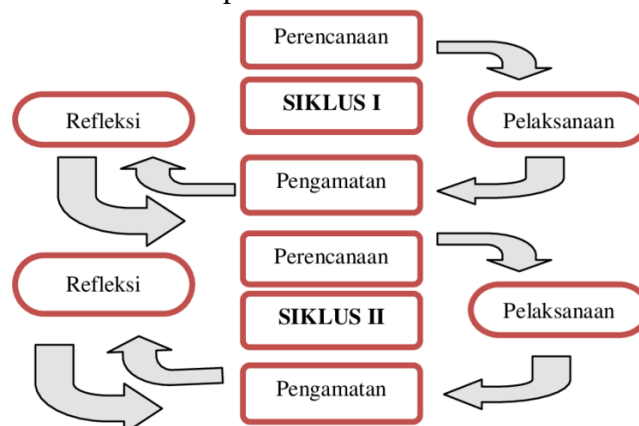 Perencanaan
SIKLUS I
Refleksi
Pelaksanaan
Pengamatan
Perencanaan
Refleksi
SIKLUS II
Pelaksanaan
Pengamatan